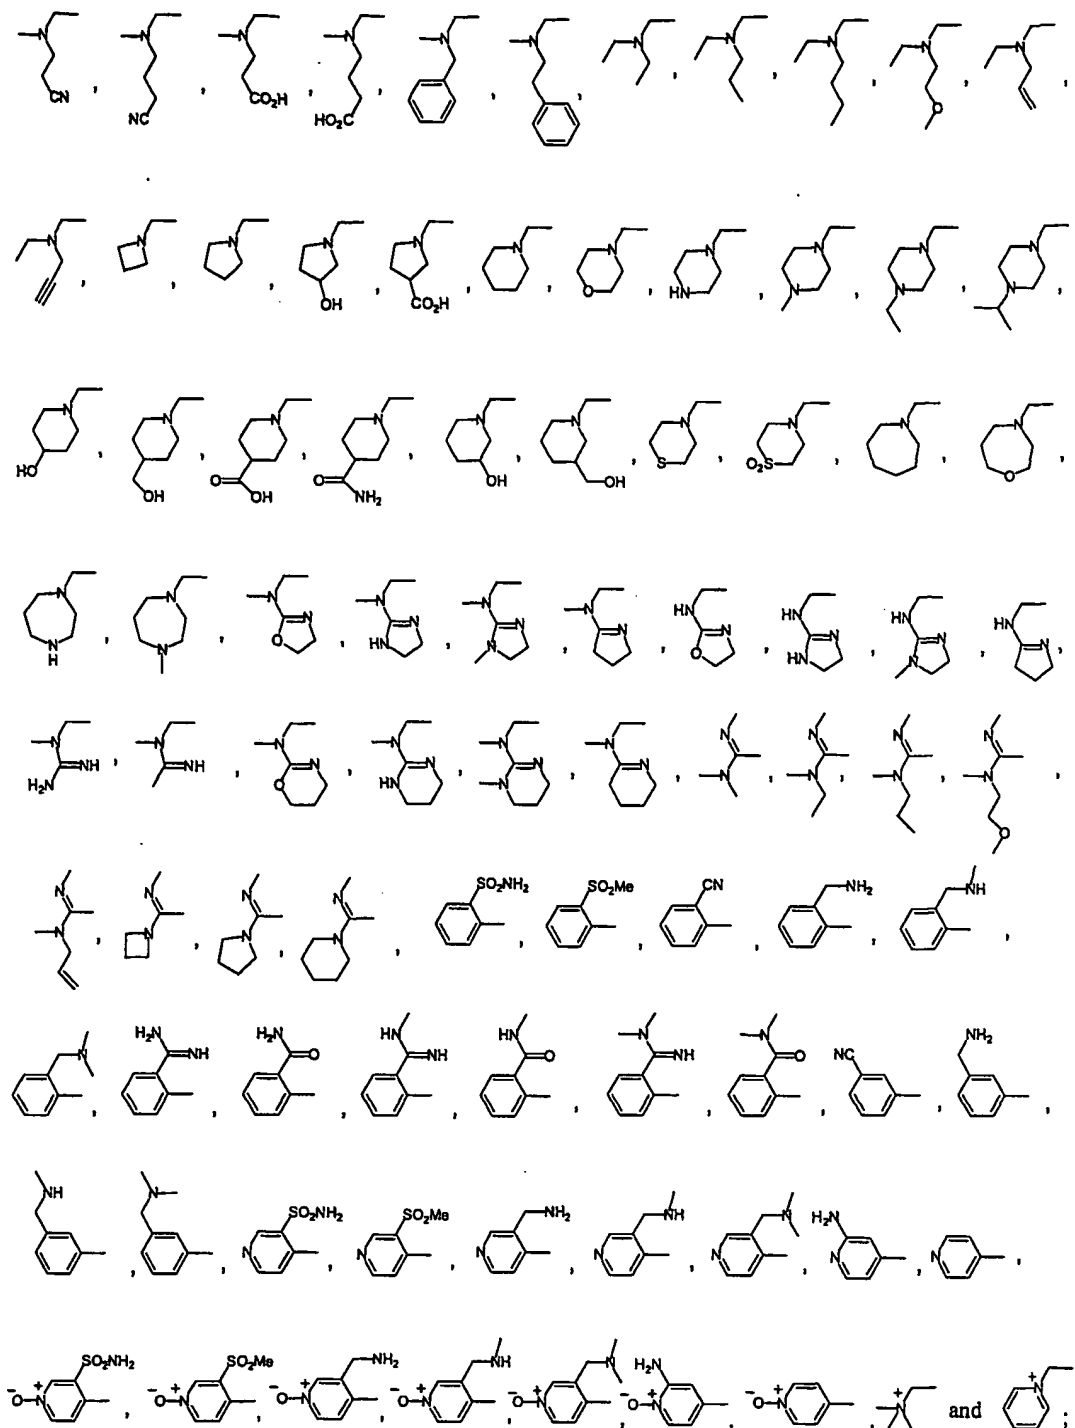 N N N N N N N N N N N
CN , NC , CO₂H , HO₂C , , , , , , O , ,
N N N N N N N N N N N
, , , OH , CO₂H , , O , HN , N , N , N ,
N N N N N N N N N N
HO , OH , O OH , O NH₂ , OH , OH , S , O₂S , , O ,
N N N N N N HN HN HN HN
N H , N , O N , HN N , N N , N , O N , HN N , N N , N ,
N N N N N N N N N N
H₂N NH , NH , O N , HN N , N N , N , N , N , N , N O ,
N N N N SO₂NH₂ SO₂Me CN NH₂ NH
N , N , N , N , , , , , ,
N H₂N NH H₂N O HN NH HN O N NH N O NC NH₂
, , , , , , , , ,
NH N SO₂NH₂ SO₂Me NH₂ NH N H₂N
, , N , N , N , N , N , N , N ,
SO₂NH₂ SO₂Me NH₂ NH N H₂N
⁻O–N⁺ , ⁻O–N⁺ , ⁻O–N⁺ , ⁻O–N⁺ , ⁻O–N⁺ , ⁻O–N⁺ , ⁻O–N⁺ , N⁺ and N⁺ ;